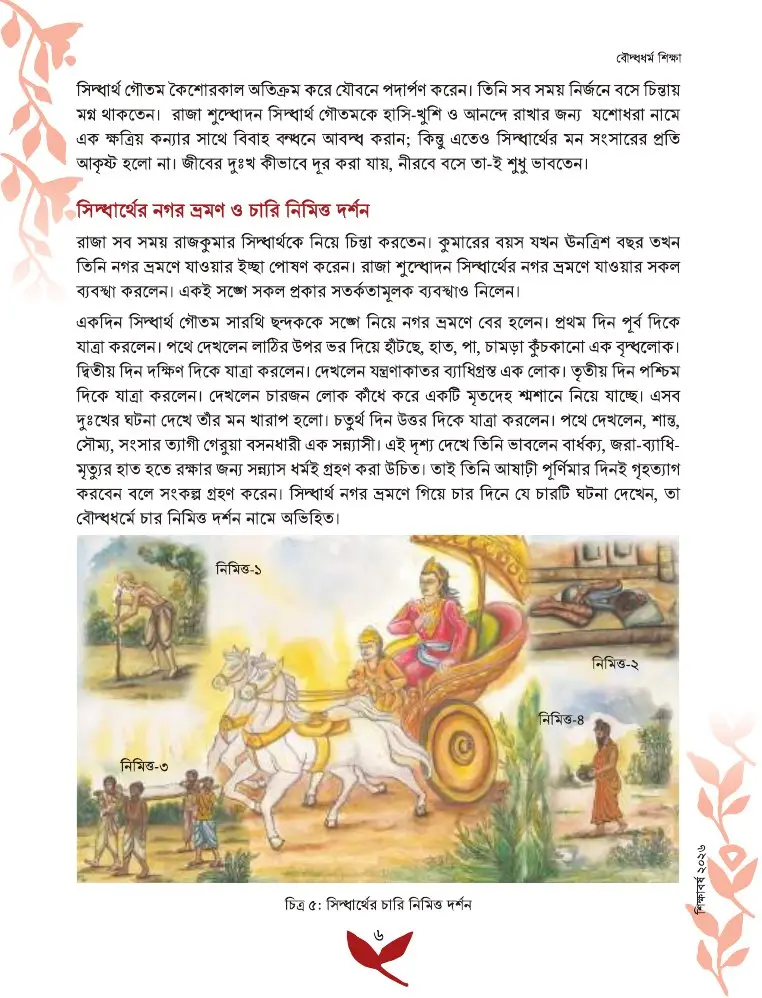 বৌদ্ধধর্ম শিক্ষা
সিদ্ধার্থ গৌতম কৈশোরকাল অতিক্রম করে যৌবনে পদার্পণ করেন। তিনি সব সময় নির্জনে বসে চিন্তায়
মগ্ন থাকতেন। রাজা শুদ্ধোদন সিদ্ধার্থ গৌতমকে হাসি-খুশি ও আনন্দে রাখার জন্য যশোধরা নামে
এক ক্ষত্রিয় কন্যার সাথে বিবাহ বন্ধনে আবদ্ধ করান; কিন্তু এতেও সিদ্ধার্থের মন সংসারের প্রতি
আকৃষ্ট হলো না। জীবের দুঃখ কীভাবে দূর করা যায়, নীরবে বসে তা-ই শুধু ভাবতেন।
সিদ্ধার্থের নগর ভ্রমণ ও চারি নিমিত্ত দর্শন
রাজা সব সময় রাজকুমার সিদ্ধার্থকে নিয়ে চিন্তা করতেন। কুমারের বয়স যখন ঊনত্রিশ বছর তখন
তিনি নগর ভ্রমণে যাওয়ার ইচ্ছা পোষণ করেন। রাজা শুদ্ধোদন সিদ্ধার্থের নগর ভ্রমণে যাওয়ার সকল
ব্যবস্থা করলেন। একই সঙ্গে সকল প্রকার সতর্কতামূলক ব্যবস্থাও নিলেন।
একদিন সিদ্ধার্থ গৌতম সারথি ছন্দককে সঙ্গে নিয়ে নগর ভ্রমণে বের হলেন। প্রথম দিন পূর্ব দিকে
যাত্রা করলেন। পথে দেখলেন লাঠির উপর ভর দিয়ে হাঁটছে, হাত, পা, চামড়া কুঁচকানো এক বৃদ্ধলোক।
দ্বিতীয় দিন দক্ষিণ দিকে যাত্রা করলেন। দেখলেন যন্ত্রণাকাতর ব্যাধিগ্রস্ত এক লোক। তৃতীয় দিন পশ্চিম
দিকে যাত্রা করলেন। দেখলেন চারজন লোক কাঁধে করে একটি মৃতদেহ শ্মশানে নিয়ে যাচ্ছে। এসব
দুঃখের ঘটনা দেখে তাঁর মন খারাপ হলো। চতুর্থ দিন উত্তর দিকে যাত্রা করলেন। পথে দেখলেন, শান্ত,
সৌম্য, সংসার ত্যাগী গেরুয়া বসনধারী এক সন্ন্যাসী। এই দৃশ্য দেখে তিনি ভাবলেন বার্ধক্য, জরা-ব্যাধি-
মৃত্যুর হাত হতে রক্ষার জন্য সন্ন্যাস ধর্মই গ্রহণ করা উচিত। তাই তিনি আষাঢ়ী পূর্ণিমার দিনই গৃহত্যাগ
করবেন বলে সংকল্প গ্রহণ করেন। সিদ্ধার্থ নগর ভ্রমণে গিয়ে চার দিনে যে চারটি ঘটনা দেখেন, তা
বৌদ্ধধর্মে চার নিমিত্ত দর্শন নামে অভিহিত।
নিমিত্ত-১
নিমিত্ত-২
নিমিত্ত-৪
নিমিত্ত-৩
চিত্র ৫: সিদ্ধার্থের চারি নিমিত্ত দর্শন
শিক্ষাবর্ষ ২০২৬
৬